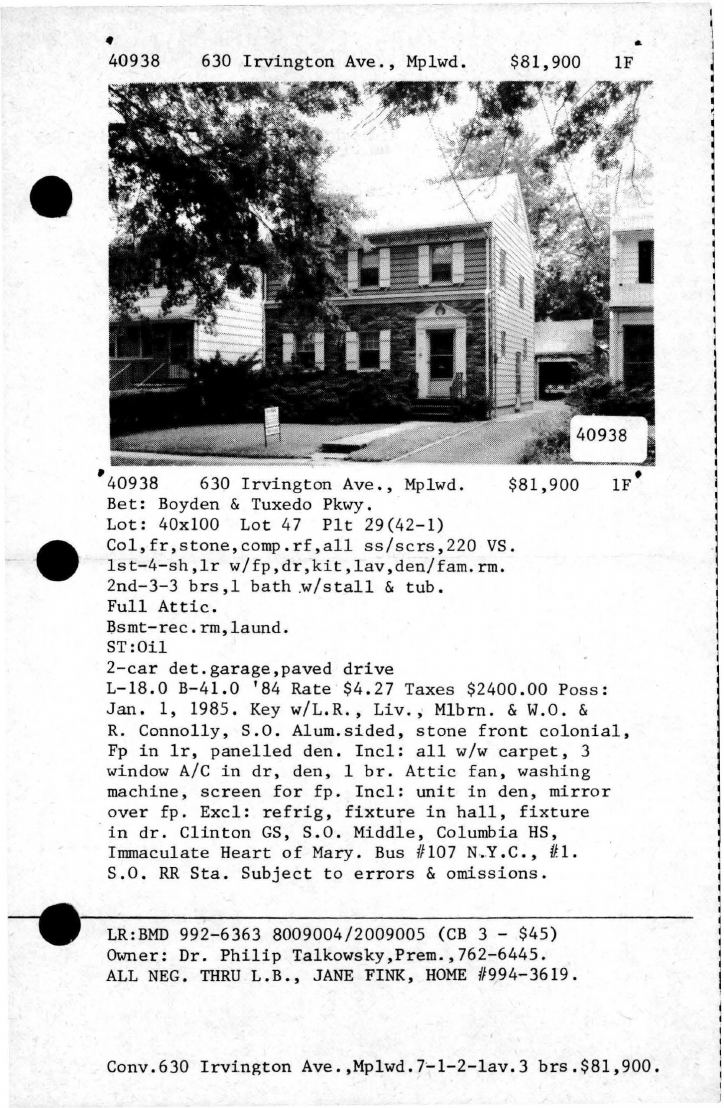 40938 630 Irvington Ave., Mplwd. $81,900 1F
40938
40938 630 Irvington Ave., Mplwd. $81,900 1F
Bet: Boyden & Tuxedo Pkwy.
Lot: 40x100 Lot 47 Plt 29(42-1)
Col,fr,stone,comp.rf,all ss/scrs,220 VS.
1st-4-sh,lr w/fp,dr,kit,lav,den/fam.rm.
2nd-3-3 brs,1 bath w/stall & tub.
Full Attic.
Bsmt-rec.rm,laund.
ST:Oil
2-car det.garage,paved drive
L-18.0 B-41.0 '84 Rate $4.27 Taxes $2400.00 Poss:
Jan. 1, 1985. Key w/L.R., Liv., Mlbrn. & W.O. &
R. Connolly, S.O. Alum.sided, stone front colonial,
Fp in lr, panelled den. Incl: all w/w carpet, 3
window A/C in dr, den, 1 br. Attic fan, washing
machine, screen for fp. Incl: unit in den, mirror
over fp. Excl: refrig, fixture in hall, fixture
in dr. Clinton GS, S.O. Middle, Columbia HS,
Immaculate Heart of Mary. Bus #107 N.Y.C., #1.
S.O. RR Sta. Subject to errors & omissions.
LR:BMD 992-6363 8009004/2009005 (CB 3 - $45)
Owner: Dr. Philip Talkowsky,Prem.,762-6445.
ALL NEG. THRU L.B., JANE FINK, HOME #994-3619.
Conv.630 Irvington Ave.,Mplwd.7-1-2-lav.3 brs.$81,900.